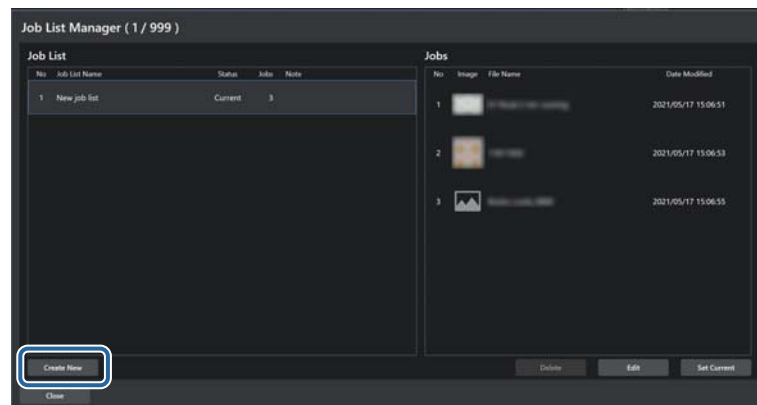 Job List Manager ( 1 / 999 )
Job List
No Job List Name Status Jobs Note
1 New job list Current 3
Jobs
No Image File Name Date Modified
1 2021/05/17 15:06:51
2 2021/05/17 15:06:53
3 2021/05/17 15:06:55
Create New
Delete Edit Set Current
Close